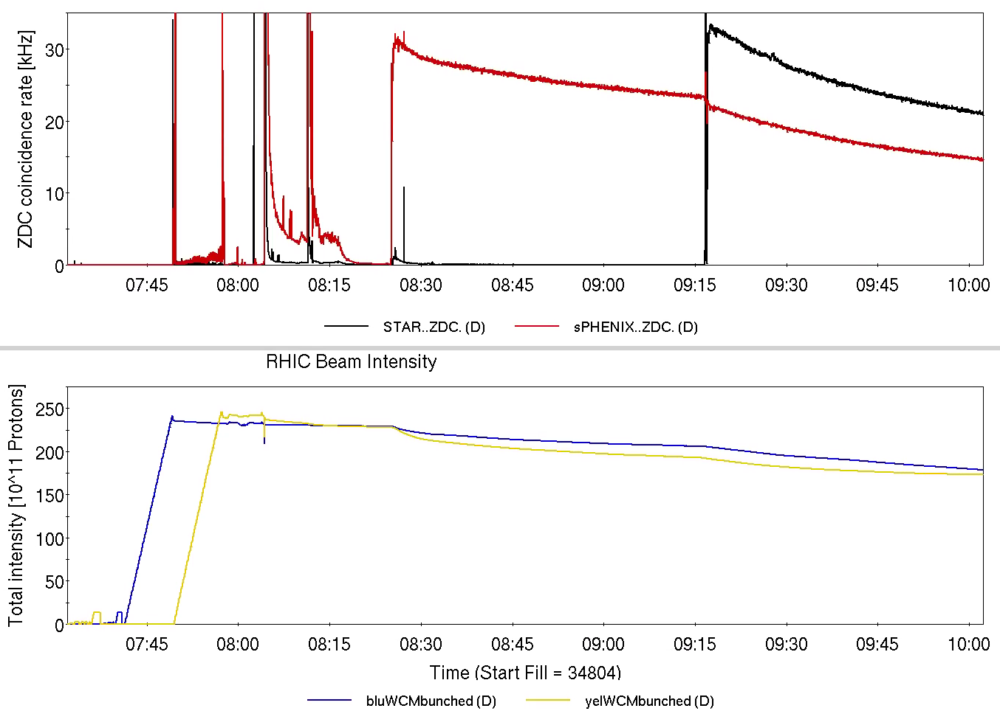 ZDC coincidence rate [kHz]
30
20
10
0
07:45 08:00 08:15 08:30 08:45 09:00 09:15 09:30 09:45 10:00
STAR..ZDC. (D) sPHENIX..ZDC. (D)
RHIC Beam Intensity
Total intensity [10^11 Protons]
250
200
150
100
50
0
07:45 08:00 08:15 08:30 08:45 09:00 09:15 09:30 09:45 10:00
Time (Start Fill = 34804)
bluWCMbunched (D) yelWCMbunched (D)